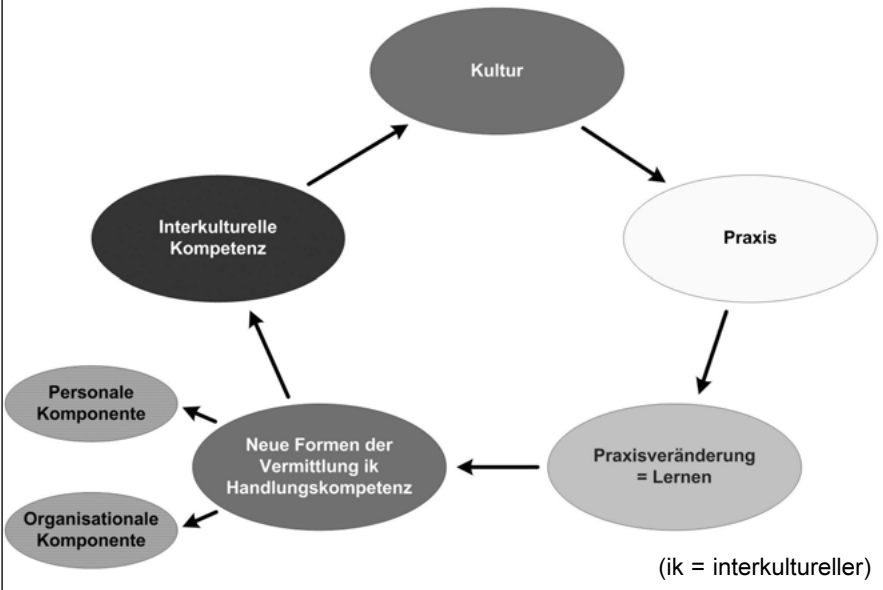 Kultur
Interkulturelle
Kompetenz
Praxis
Personale
Komponente
Neue Formen der
Vermittlung ik
Handlungskompetenz
Praxisveränderung
= Lernen
Organisationale
Komponente
(ik = interkultureller)